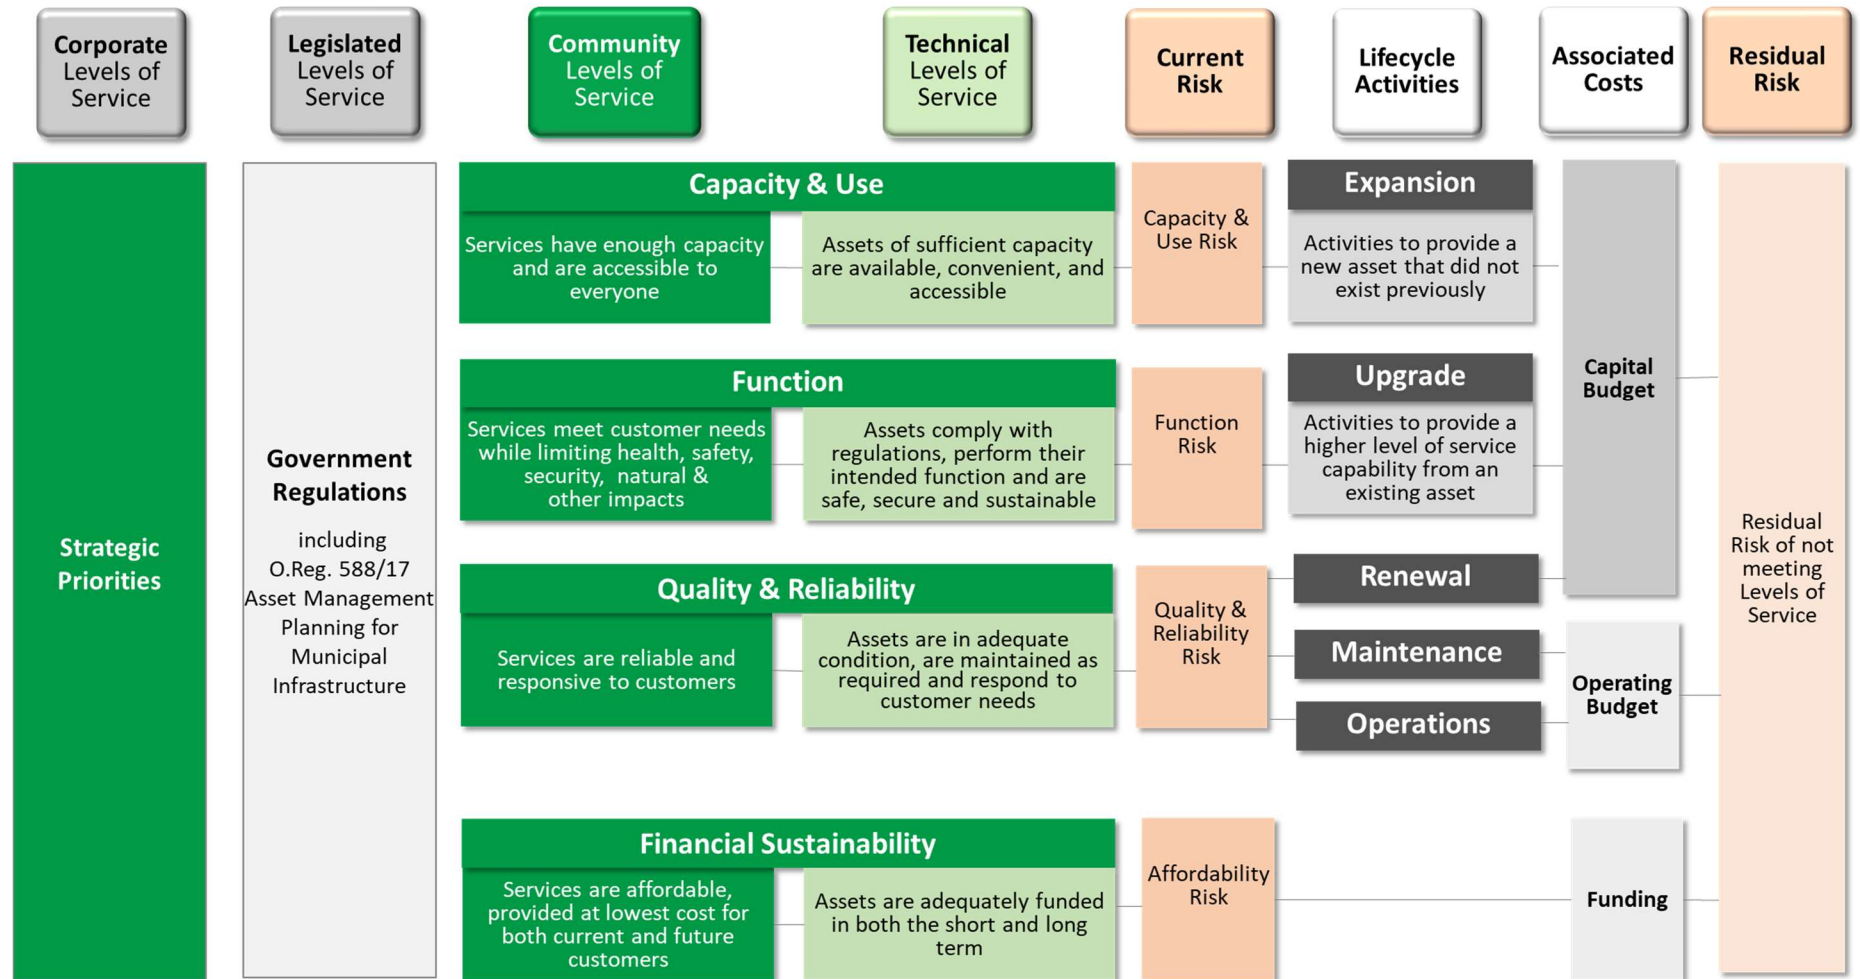 Corporate
Levels of
Service
Legislated
Levels of
Service
Community
Levels of
Service
Technical
Levels of
Service
Current
Risk
Lifecycle
Activities
Associated
Costs
Residual
Risk
Strategic
Priorities
Government
Regulations
including
O.Reg. 588/17
Asset Management
Planning for
Municipal
Infrastructure
Capacity & Use
Services have enough capacity
and are accessible to
everyone
Assets of sufficient capacity
are available, convenient, and
accessible
Capacity &
Use Risk
Expansion
Activities to provide a
new asset that did not
exist previously
Function
Services meet customer needs
while limiting health, safety,
security, natural &
other impacts
Assets comply with
regulations, perform their
intended function and are
safe, secure and sustainable
Function
Risk
Upgrade
Activities to provide a
higher level of service
capability from an
existing asset
Capital
Budget
Quality & Reliability
Services are reliable and
responsive to customers
Assets are in adequate
condition, are maintained as
required and respond to
customer needs
Quality &
Reliability
Risk
Renewal
Maintenance
Operations
Operating
Budget
Financial Sustainability
Services are affordable,
provided at lowest cost for
both current and future
customers
Assets are adequately funded
in both the short and long
term
Affordability
Risk
Funding
Residual
Risk of not
meeting
Levels of
Service